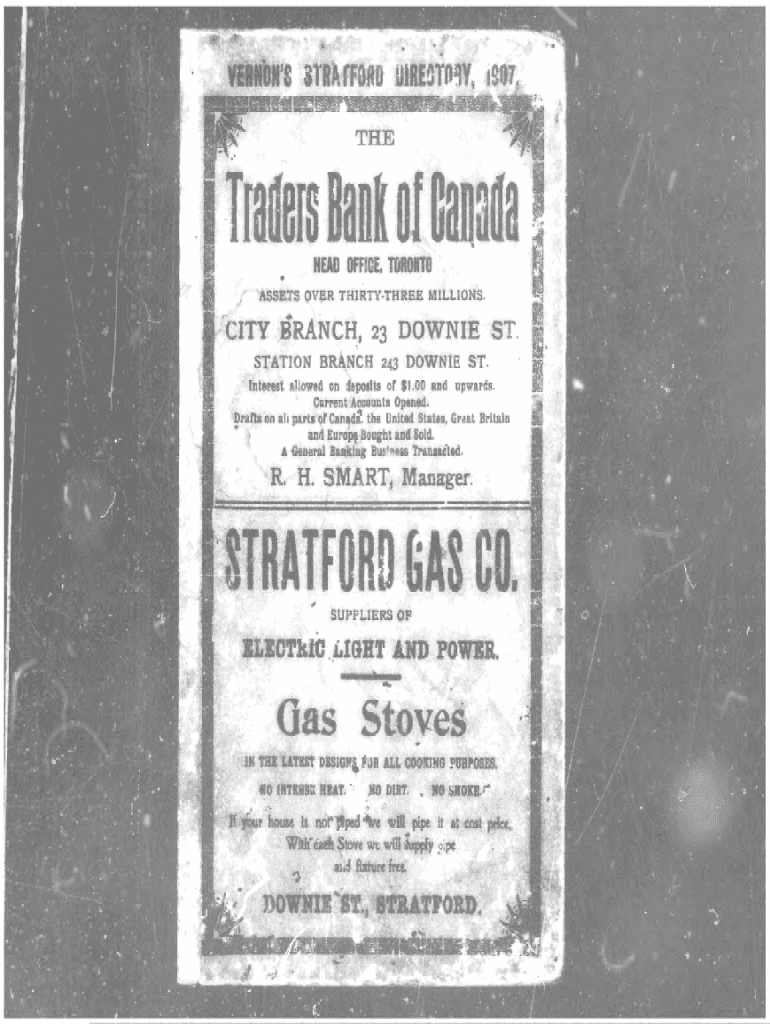 VERNON'S STRATFORD DIRECTORY, 1907.
THE
Traders Bank of Canada
HEAD OFFICE, TORONTO
ASSETS OVER THIRTY-THREE MILLIONS.
CITY BRANCH, 23 DOWNIE ST.
STATION BRANCH 243 DOWNIE ST.
Interest allowed on deposits of $1.00 and upwards.
Current Accounts Opened.
Drafts on all parts of Canada, the United States, Great Britain
and Europe Bought and Sold.
A General Banking Business Transacted.
R. H. SMART, Manager.
STRATFORD GAS CO.
SUPPLIERS OF
ELECTRIC LIGHT AND POWER.
Gas Stoves
IN THE LATEST DESIGNS FOR ALL COOKING PURPOSES.
NO INTENSE HEAT. NO DIRT. NO SMOKE.
If your house is not piped we will pipe it at cost price.
With each Stove we will supply pipe
and fixture free.
DOWNIE ST., STRATFORD.